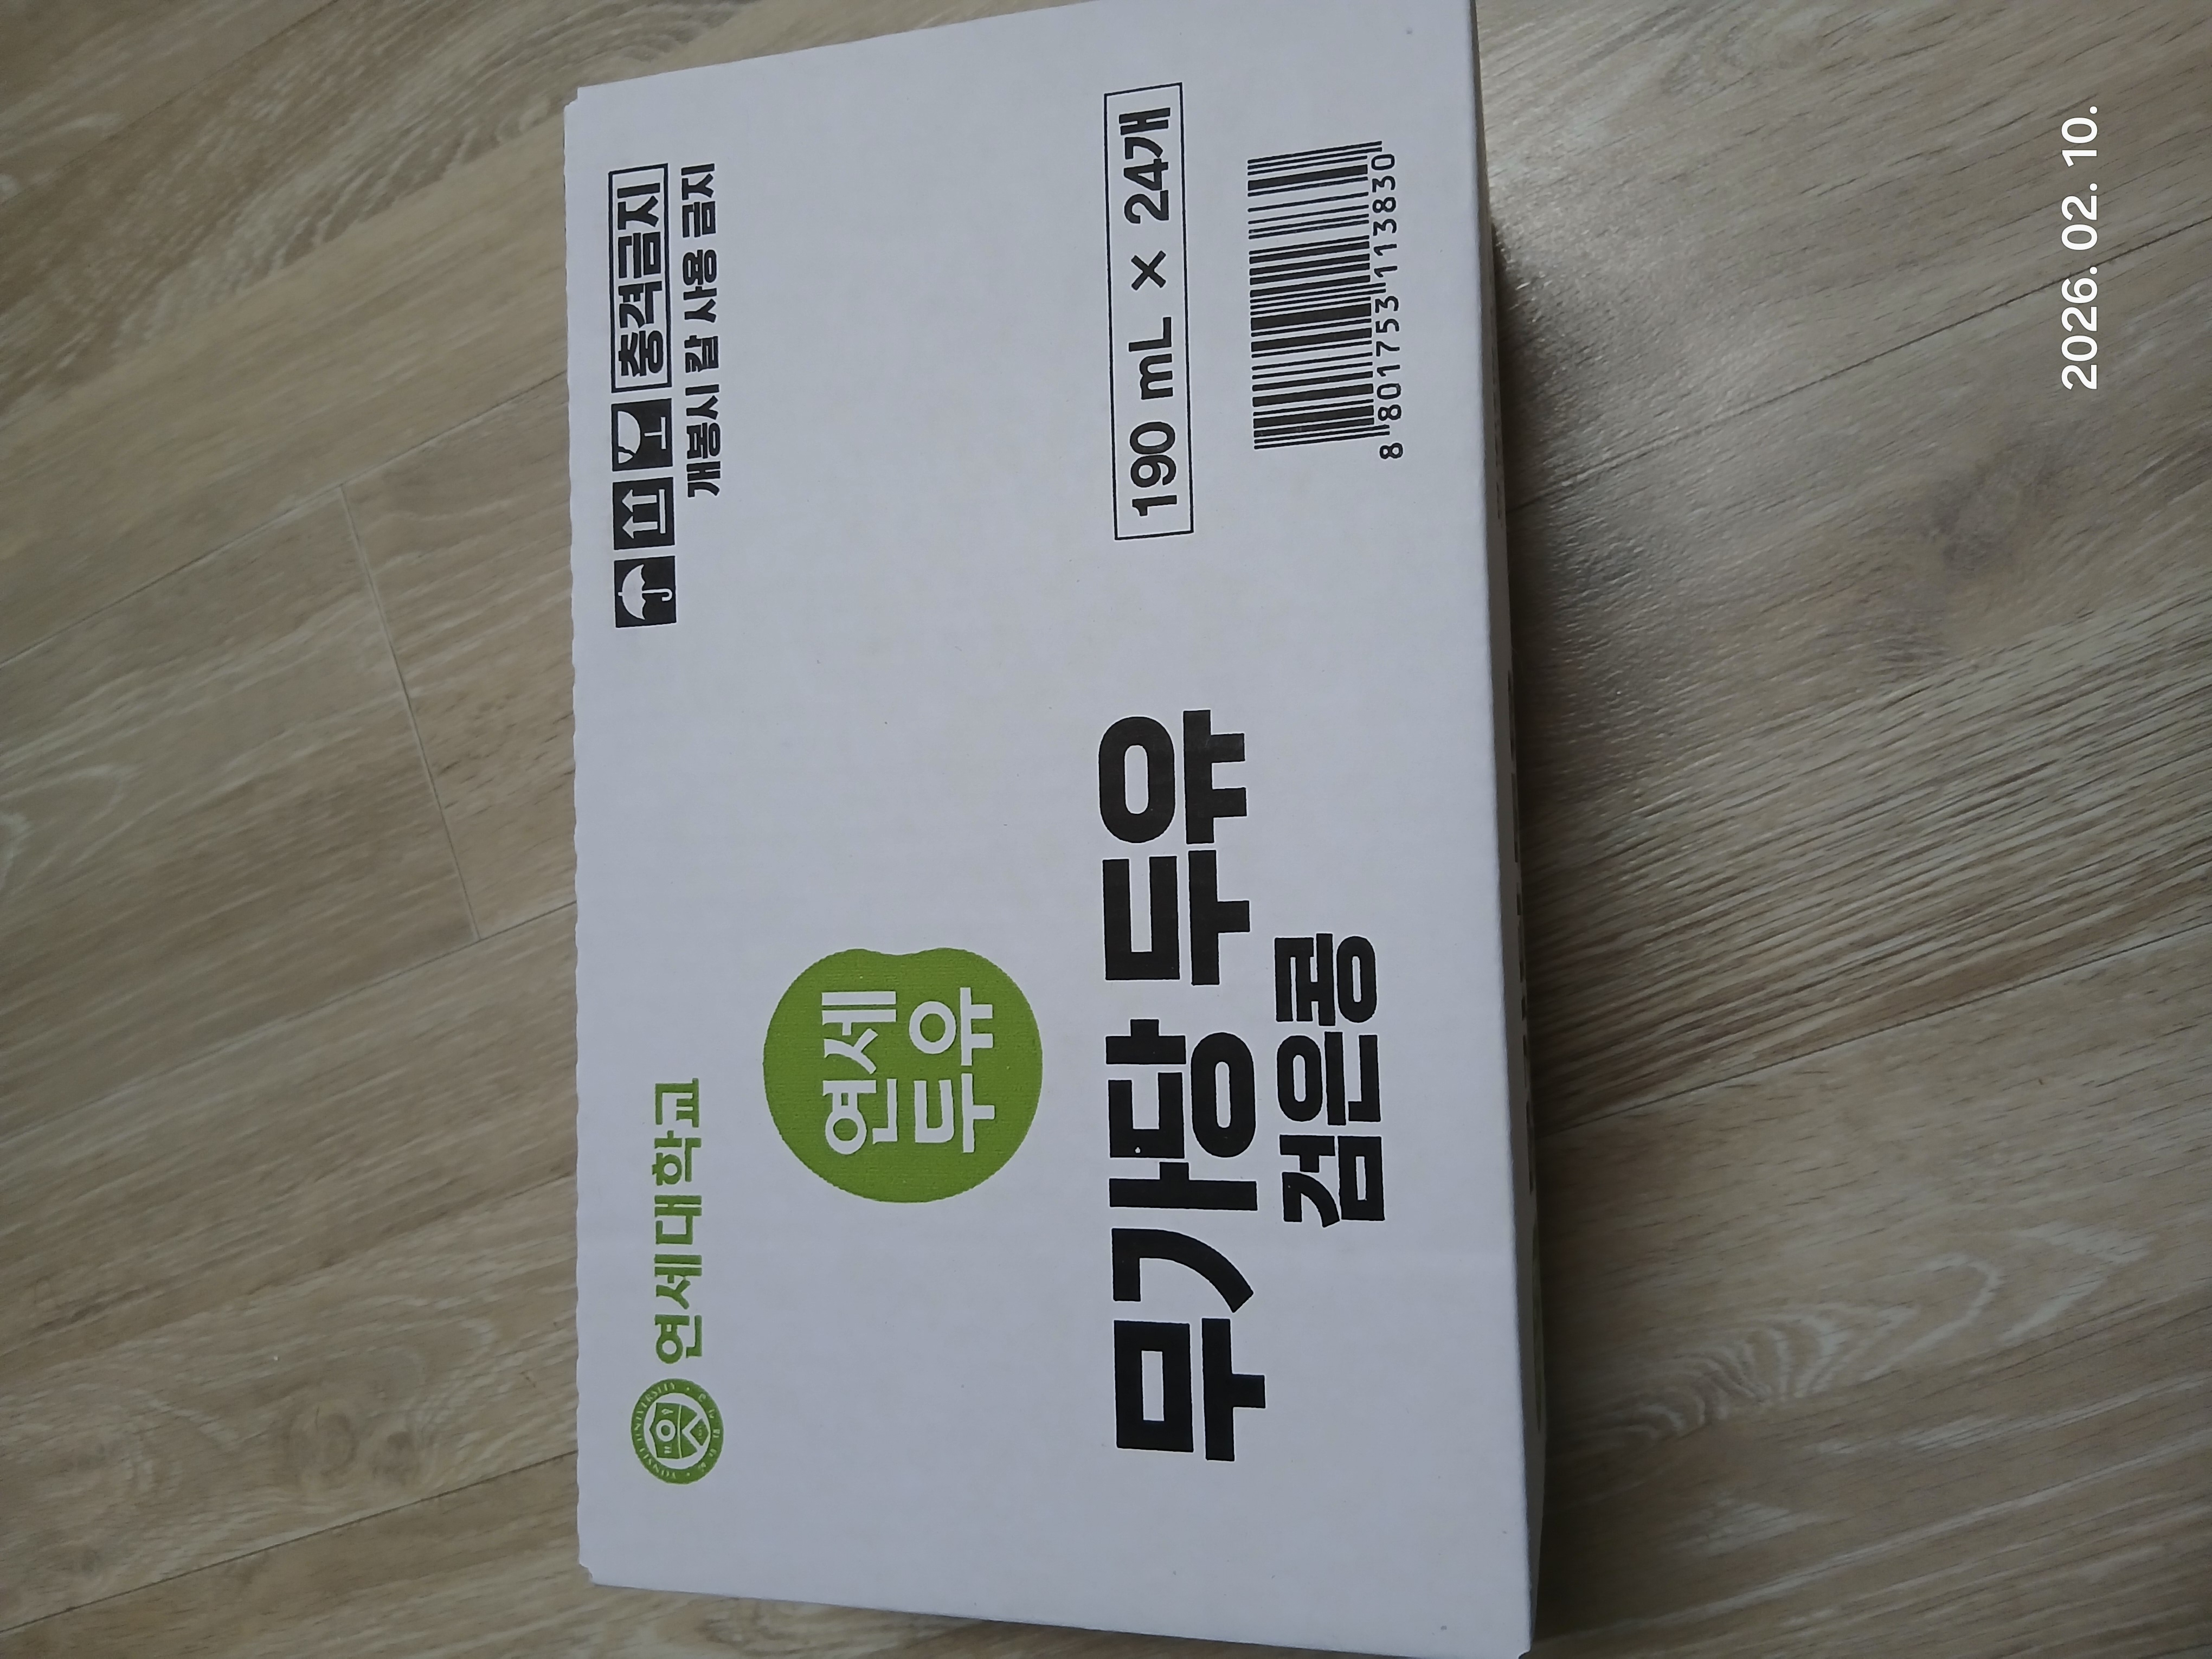 연세대학교
충격금지
개봉시 칼 사용 금지
연세
두유
무가당 두유
검은콩
190 mL × 24개
8 801753 113830
2026. 02. 10.